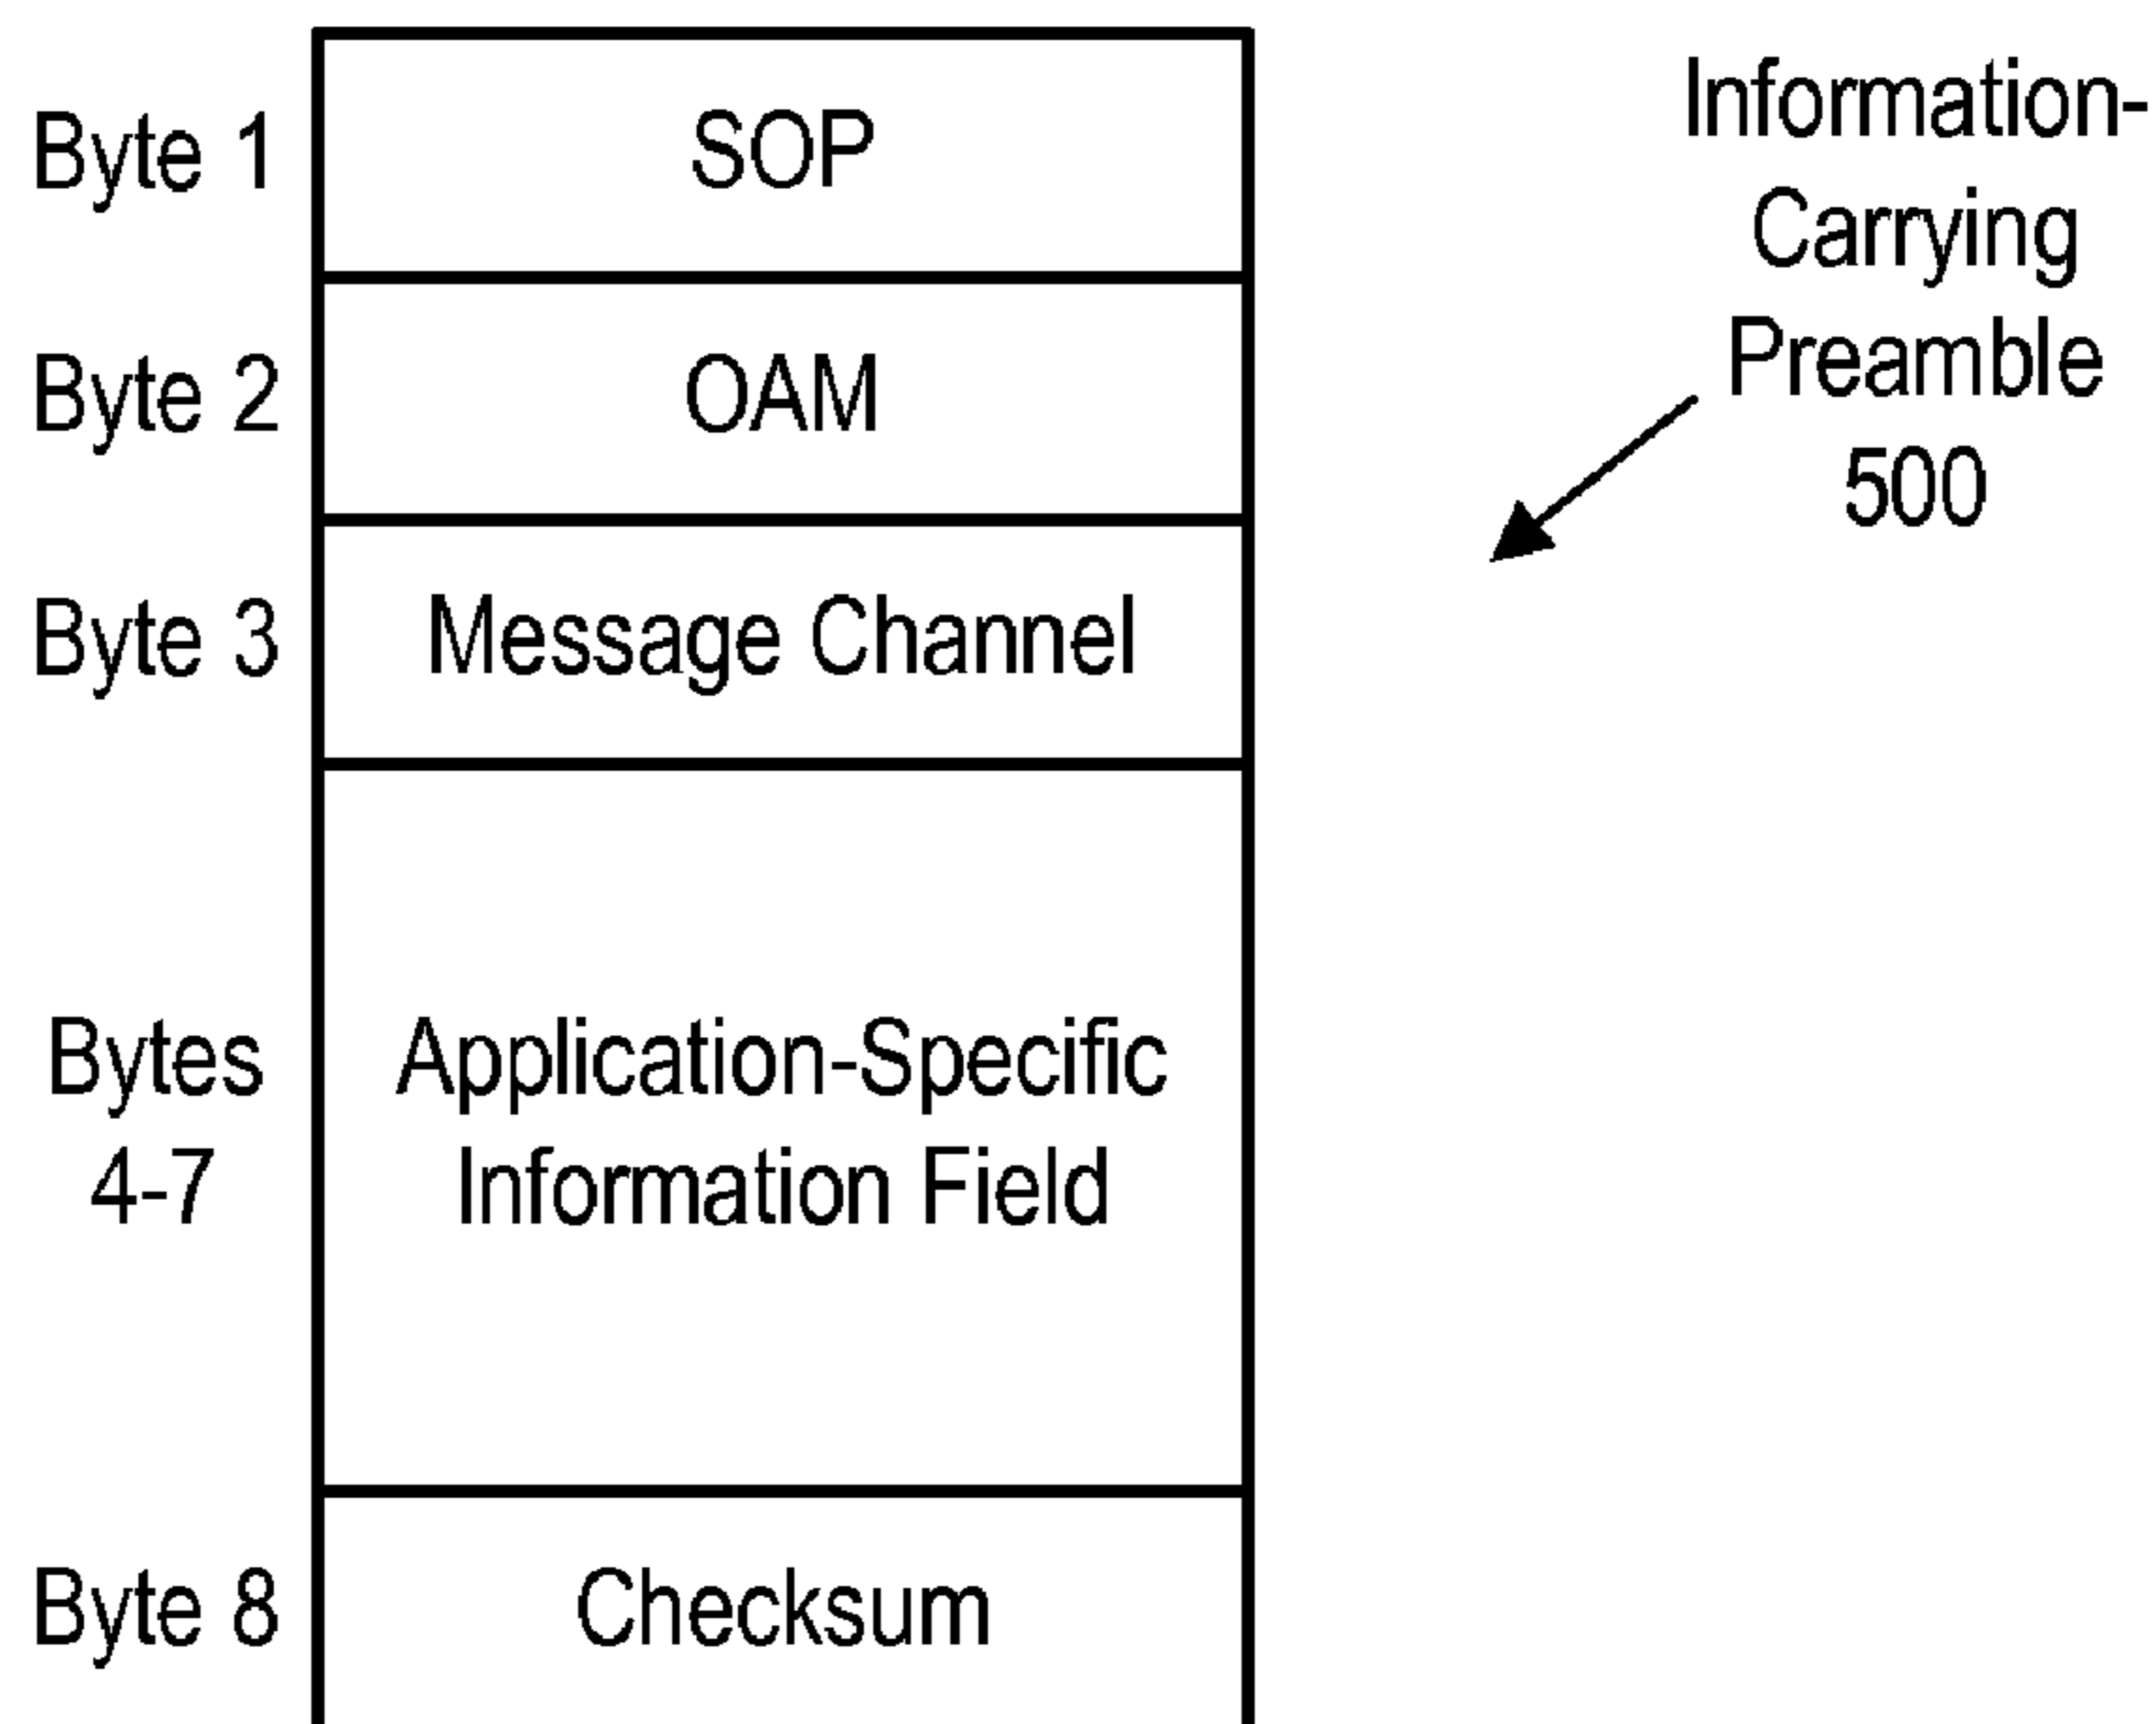 Byte 1
SOP
Information-
Carrying
Preamble
500
Byte 2
OAM
Byte 3
Message Channel
Bytes
4-7
Application-Specific
Information Field
Byte 8
Checksum